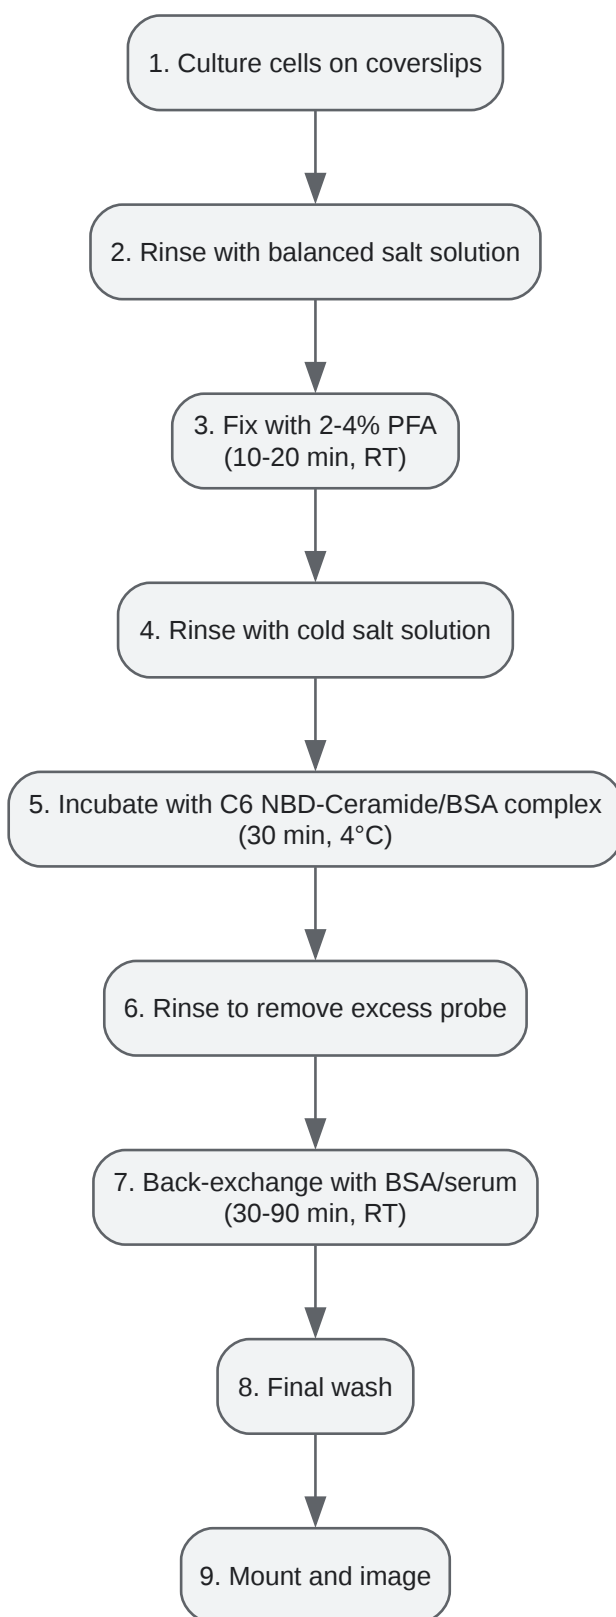 1. Culture cells on coverslips
2. Rinse with balanced salt solution
3. Fix with 2-4% PFA
(10-20 min, RT)
4. Rinse with cold salt solution
5. Incubate with C6 NBD-Ceramide/BSA complex
(30 min, 4°C)
6. Rinse to remove excess probe
7. Back-exchange with BSA/serum
(30-90 min, RT)
8. Final wash
9. Mount and image